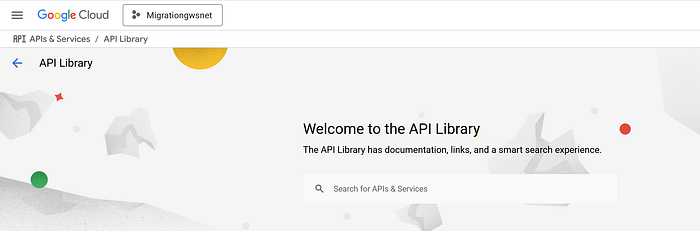 Google Cloud
Migrationgwsnet
API APIs & Services / API Library
API Library
Welcome to the API Library
The API Library has documentation, links, and a smart search experience.
Search for APIs & Services